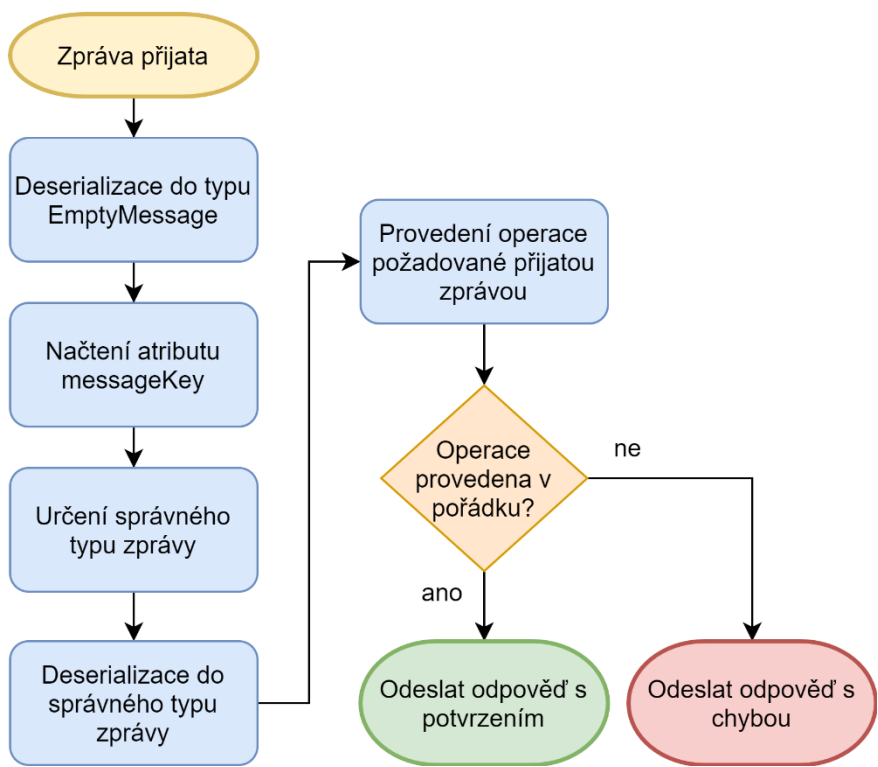 Zpráva přijata
Deserializace do typu
EmptyMessage
Načtení atributu
messageKey
Určení správného
typu zprávy
Deserializace do
správného typu
zprávy
Provedení operace
požadované přijatou
zprávou
Operace
provedena v
pořádku?
ne
ano
Odeslat odpověď s
potvrzením
Odeslat odpověď s
chybou